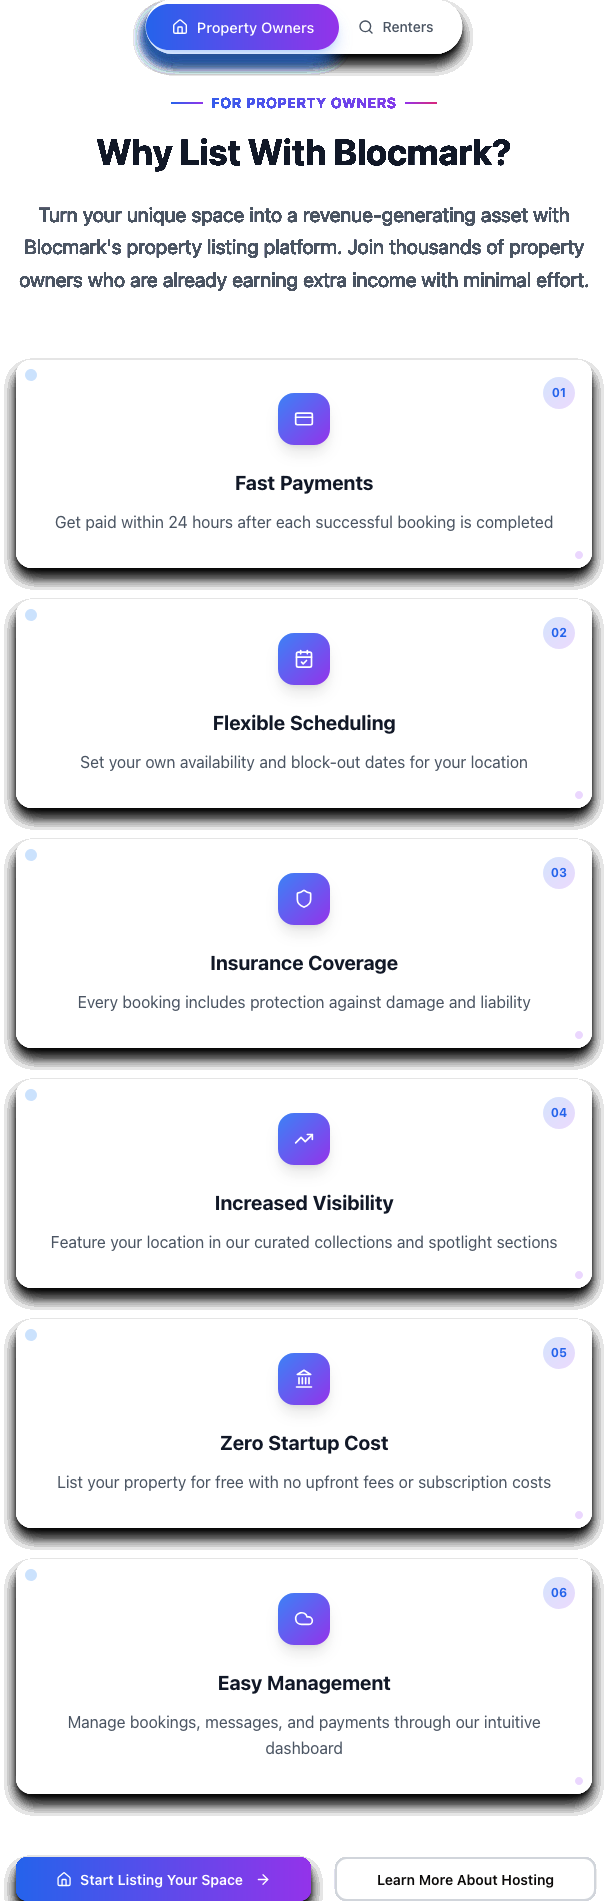 Property Owners
Renters
FOR PROPERTY OWNERS
Why List With Blocmark?
Turn your unique space into a revenue-generating asset with
Blocmark's property listing platform. Join thousands of property
owners who are already earning extra income with minimal effort.
01
Fast Payments
Get paid within 24 hours after each successful booking is completed
02
Flexible Scheduling
Set your own availability and block-out dates for your location
03
Insurance Coverage
Every booking includes protection against damage and liability
04
Increased Visibility
Feature your location in our curated collections and spotlight sections
05
Zero Startup Cost
List your property for free with no upfront fees or subscription costs
06
Easy Management
Manage bookings, messages, and payments through our intuitive
dashboard
Start Listing Your Space
Learn More About Hosting